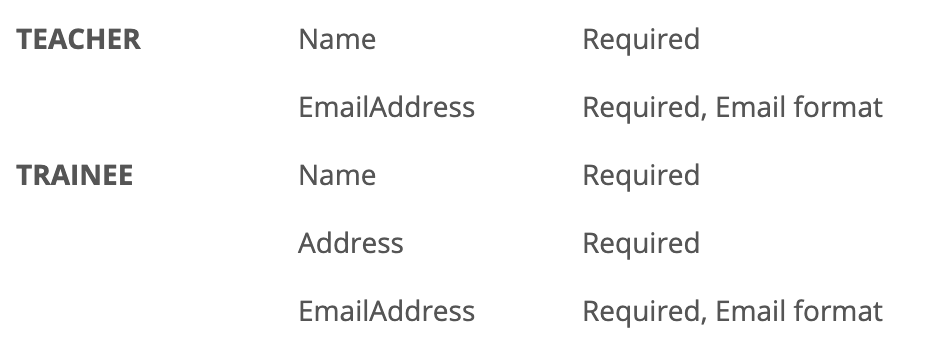 TEACHER Name Required
EmailAddress Required, Email format
TRAINEE Name Required
Address Required
EmailAddress Required, Email format